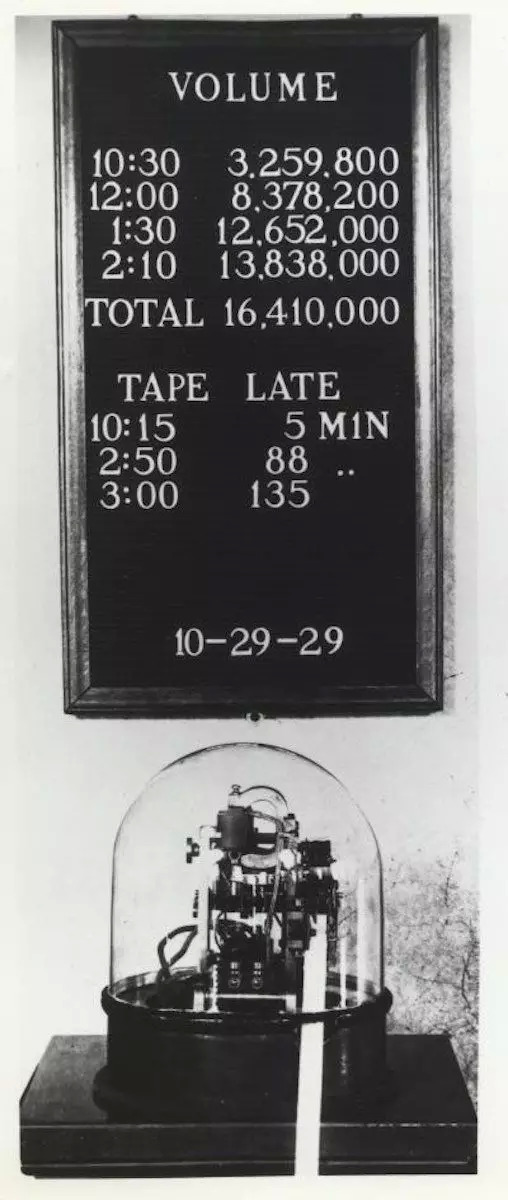 VOLUME
10:30 3,259,800
12:00 8,378,200
1:30 12,652,000
2:10 13,838,000
TOTAL 16,410,000
TAPE LATE
10:15 5 M1N
2:50 88 ..
3:00 135
10-29-29